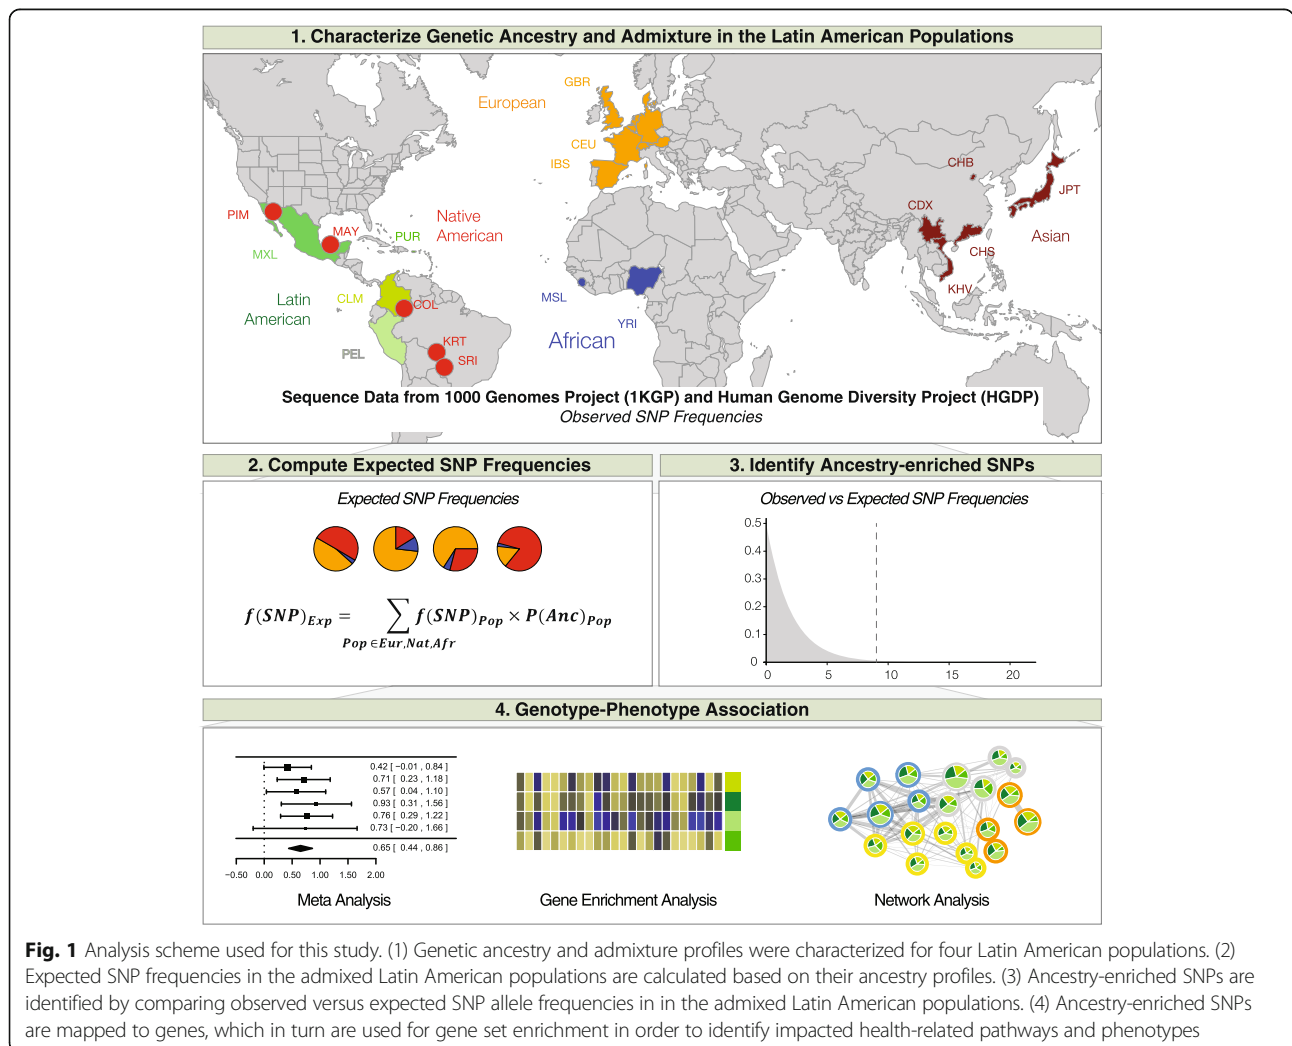 1. Characterize Genetic Ancestry and Admixture in the Latin American Populations
GBR
European
CEU
IBS
CHB
JPT
CDX
PIM
Native
American
MAY
PUR
Asian
CHS
MXL
KHV
MSL
CLM
Latin
American
COL
YRI
African
KRT
PEL
SRI
Sequence Data from 1000 Genomes Project (1KGP) and Human Genome Diversity Project (HGDP)
Observed SNP Frequencies
2. Compute Expected SNP Frequencies
Expected SNP Frequencies
f(SNP)Exp = ∑ f(SNP)Pop × P(Anc)Pop
Pop ∈Eur,Nat,Afr
3. Identify Ancestry-enriched SNPs
Observed vs Expected SNP Frequencies
0.5
0.4
0.3
0.2
0.1
0
0 5 10 15 20
4. Genotype-Phenotype Association
0.42 [ −0.01 , 0.84 ]
0.71 [ 0.23 , 1.18 ]
0.57 [ 0.04 , 1.10 ]
0.93 [ 0.31 , 1.56 ]
0.76 [ 0.29 , 1.22 ]
0.73 [ −0.20 , 1.66 ]
0.65 [ 0.44 , 0.86 ]
−0.50 0.00 0.50 1.00 1.50 2.00
Meta Analysis
Gene Enrichment Analysis
Network Analysis
Fig. 1 Analysis scheme used for this study. (1) Genetic ancestry and admixture profiles were characterized for four Latin American populations. (2)
Expected SNP frequencies in the admixed Latin American populations are calculated based on their ancestry profiles. (3) Ancestry-enriched SNPs are
identified by comparing observed versus expected SNP allele frequencies in in the admixed Latin American populations. (4) Ancestry-enriched SNPs
are mapped to genes, which in turn are used for gene set enrichment in order to identify impacted health-related pathways and phenotypes